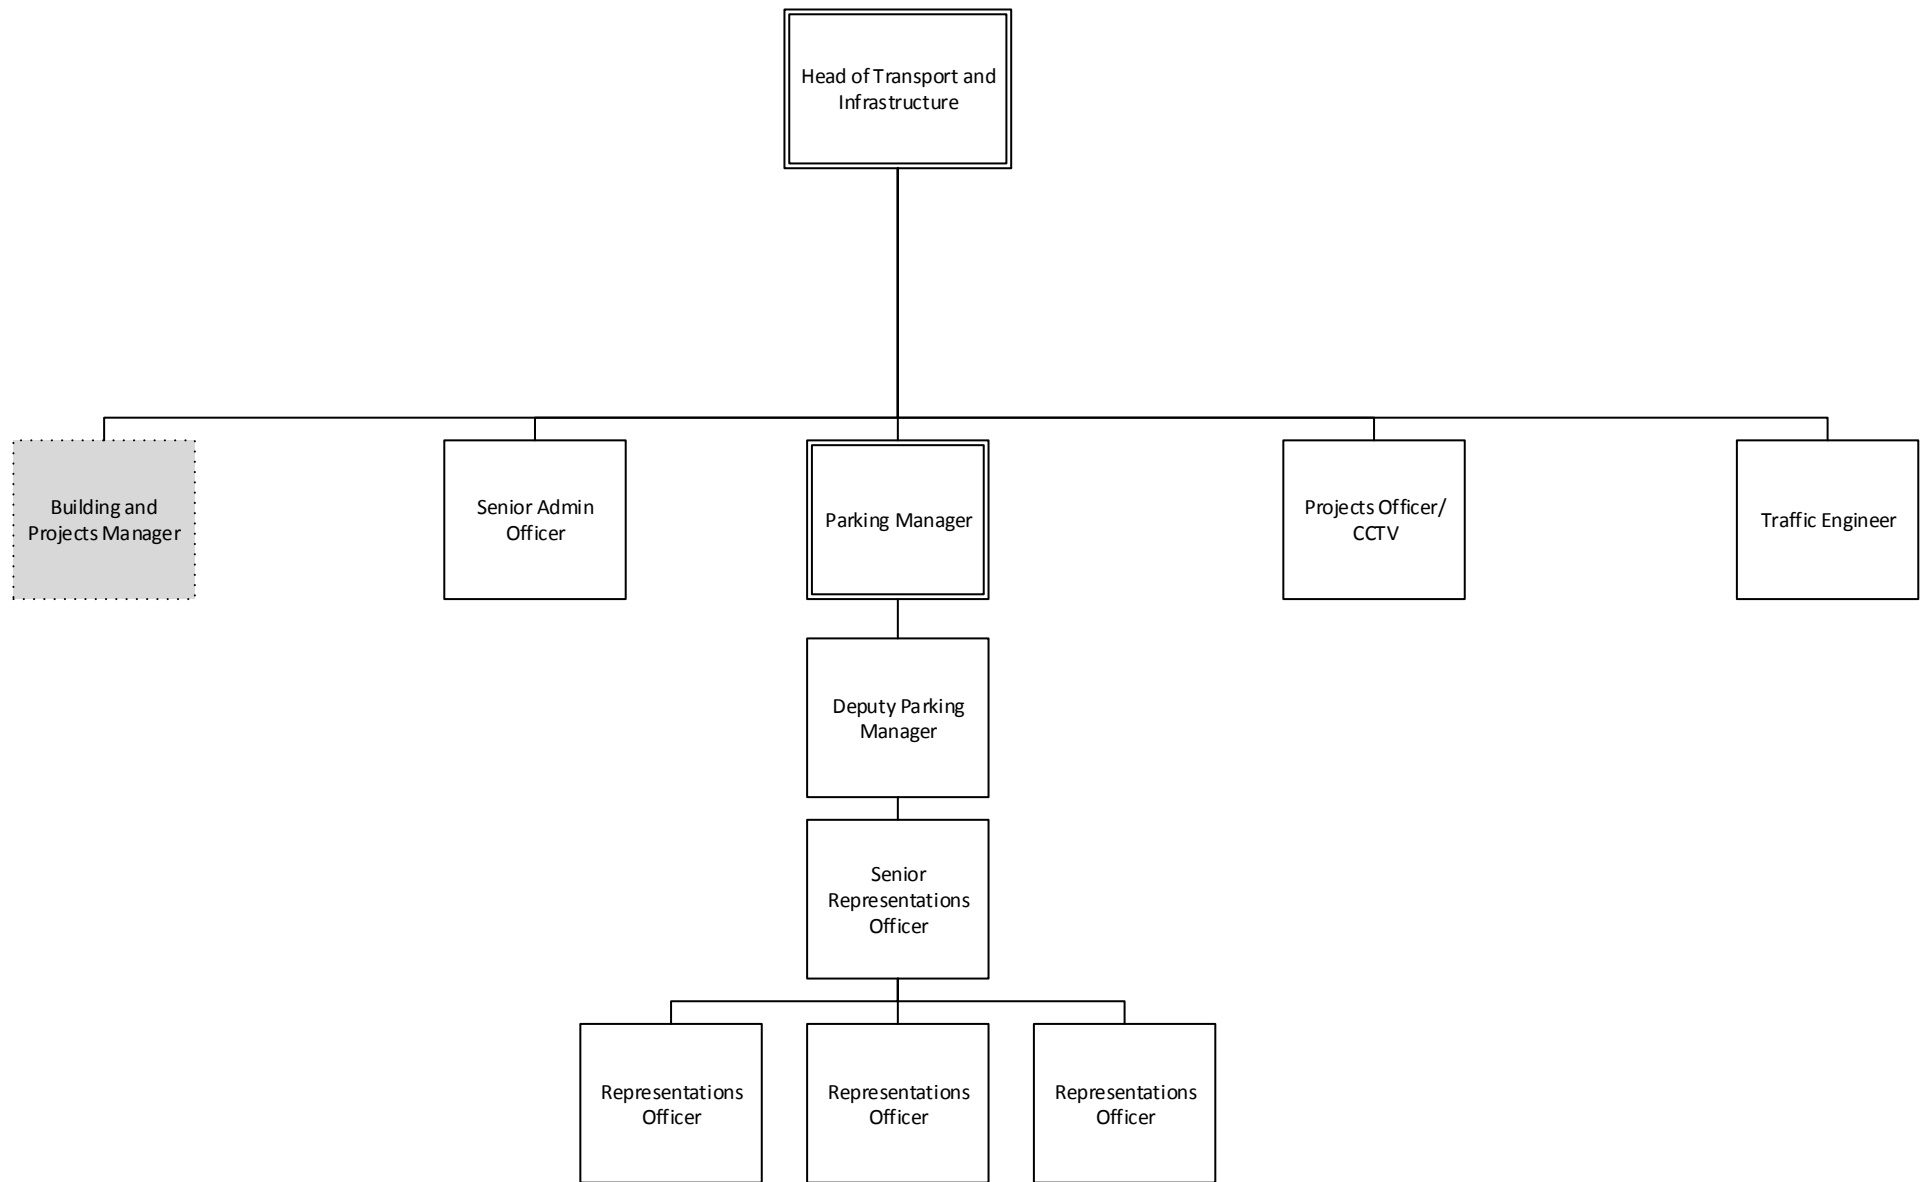 Head of Transport and
Infrastructure
Building and
Projects Manager
Senior Admin
Officer
Parking Manager
Projects Officer/
CCTV
Traffic Engineer
Deputy Parking
Manager
Senior
Representations
Officer
Representations
Officer
Representations
Officer
Representations
Officer